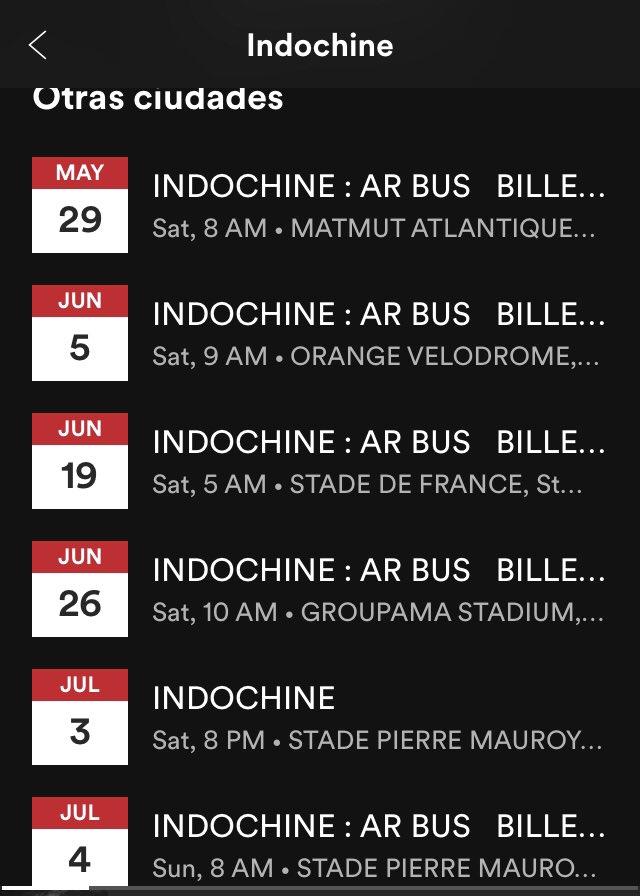 Indochine
Otras ciudades
MAY
29
INDOCHINE : AR BUS BILLE...
Sat, 8 AM • MATMUT ATLANTIQUE...
JUN
5
INDOCHINE : AR BUS BILLE...
Sat, 9 AM • ORANGE VELODROME,...
JUN
19
INDOCHINE : AR BUS BILLE...
Sat, 5 AM • STADE DE FRANCE, St...
JUN
26
INDOCHINE : AR BUS BILLE...
Sat, 10 AM • GROUPAMA STADIUM,...
JUL
3
INDOCHINE
Sat, 8 PM • STADE PIERRE MAUROY...
JUL
4
INDOCHINE : AR BUS BILLE...
Sun, 8 AM • STADE PIERRE MAURO...